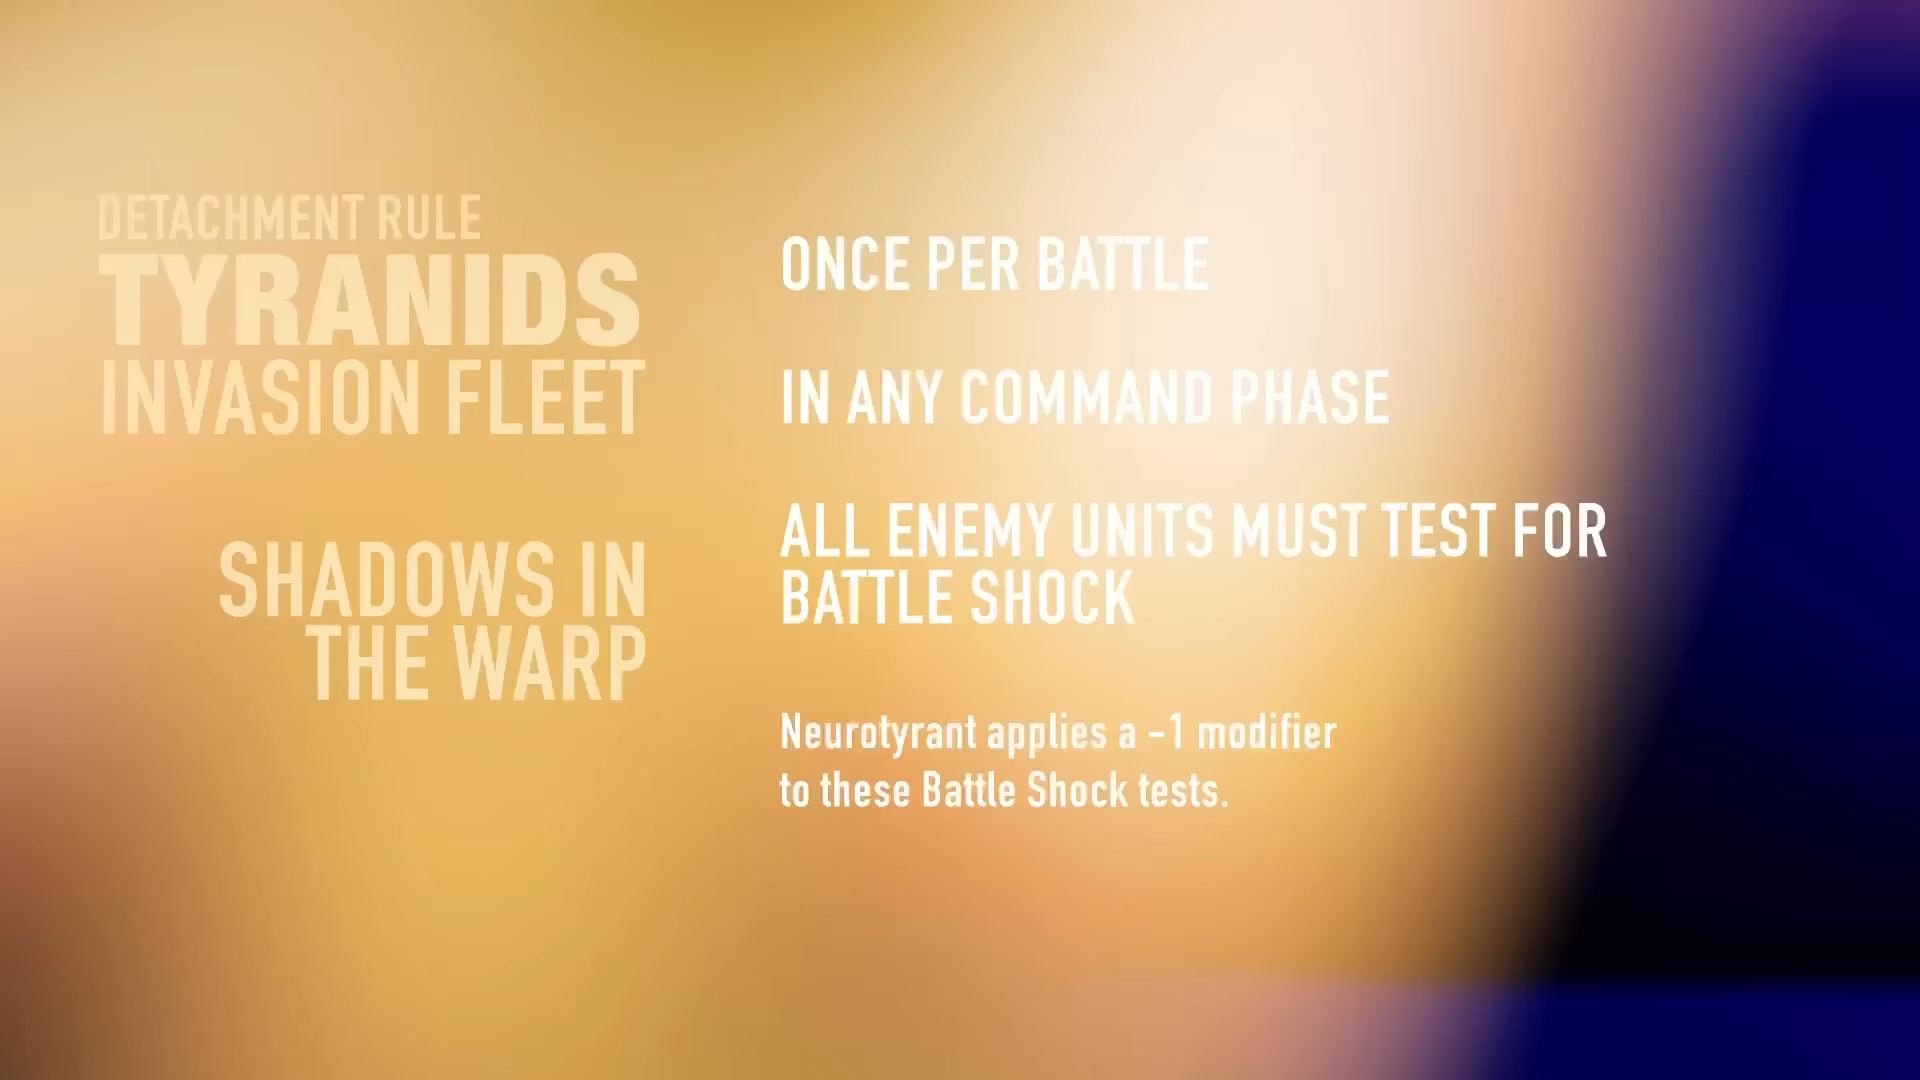 DETACHMENT RULE
TYRANIDS
INVASION FLEET
SHADOWS IN
THE WARP
ONCE PER BATTLE
IN ANY COMMAND PHASE
ALL ENEMY UNITS MUST TEST FOR
BATTLE SHOCK
Neurotyrant applies a -1 modifier
to these Battle Shock tests.